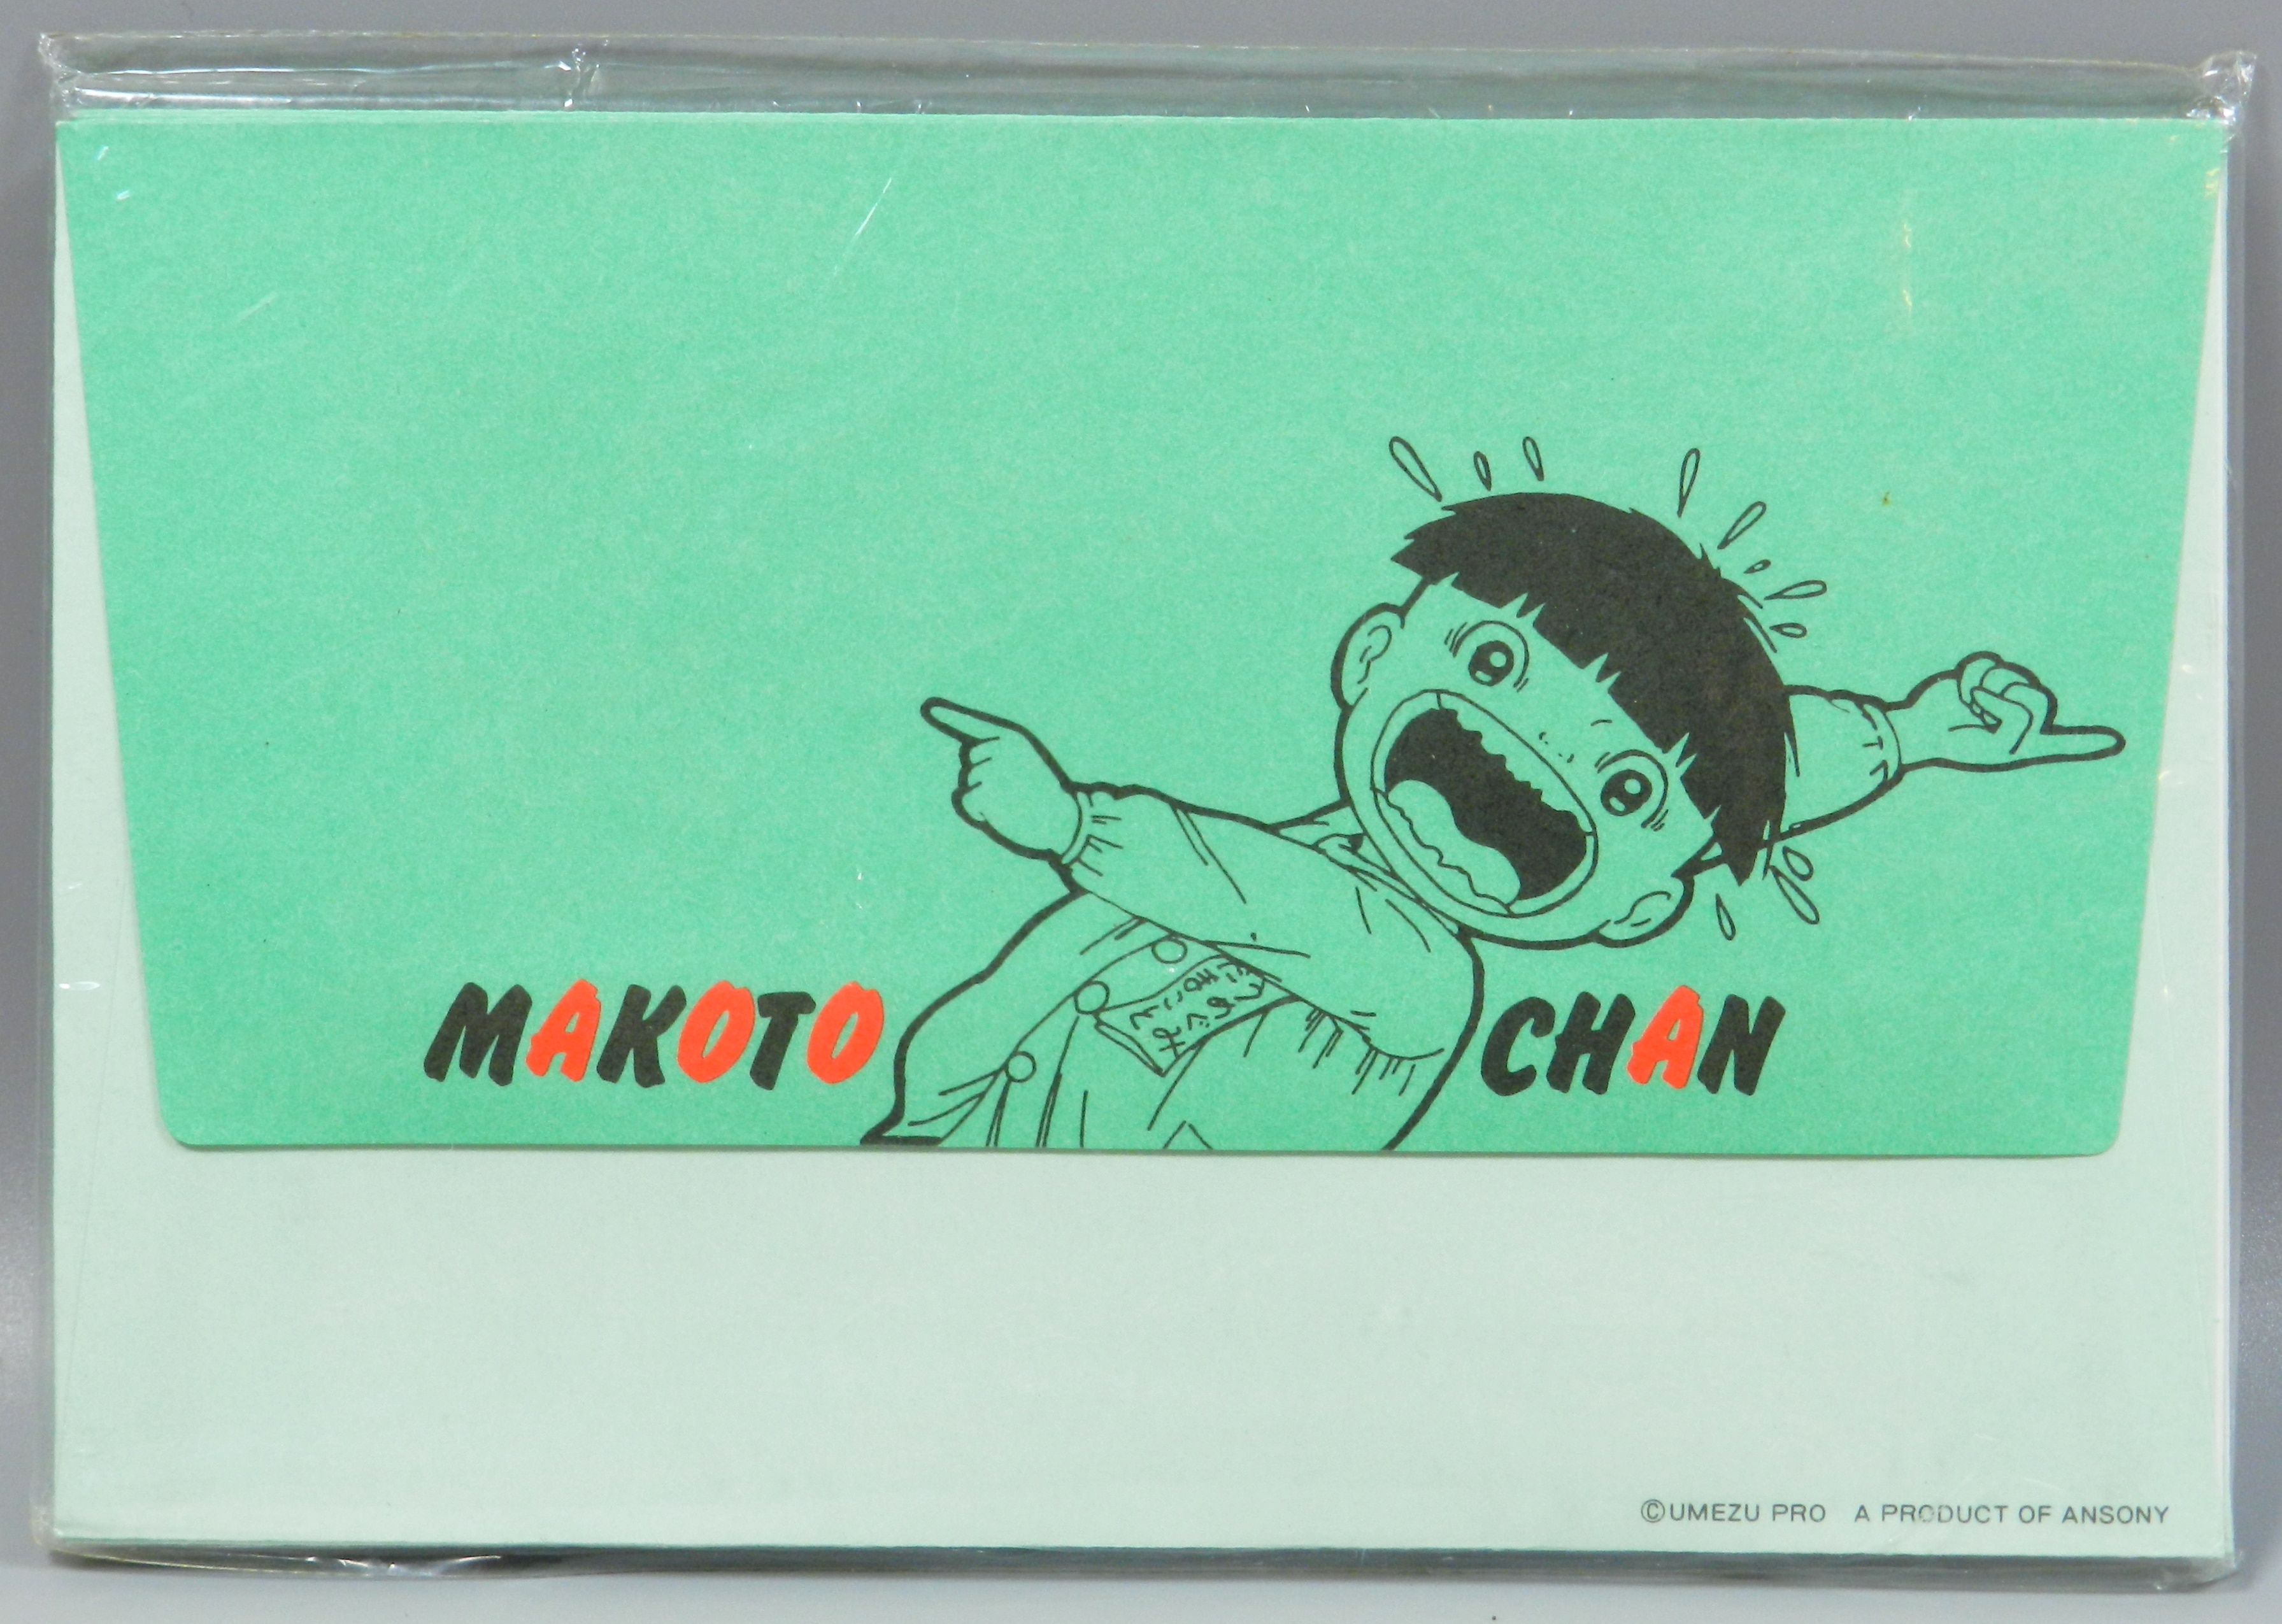 MAKOTO CHAN
©UMEZU PRO A PRODUCT OF ANSONY